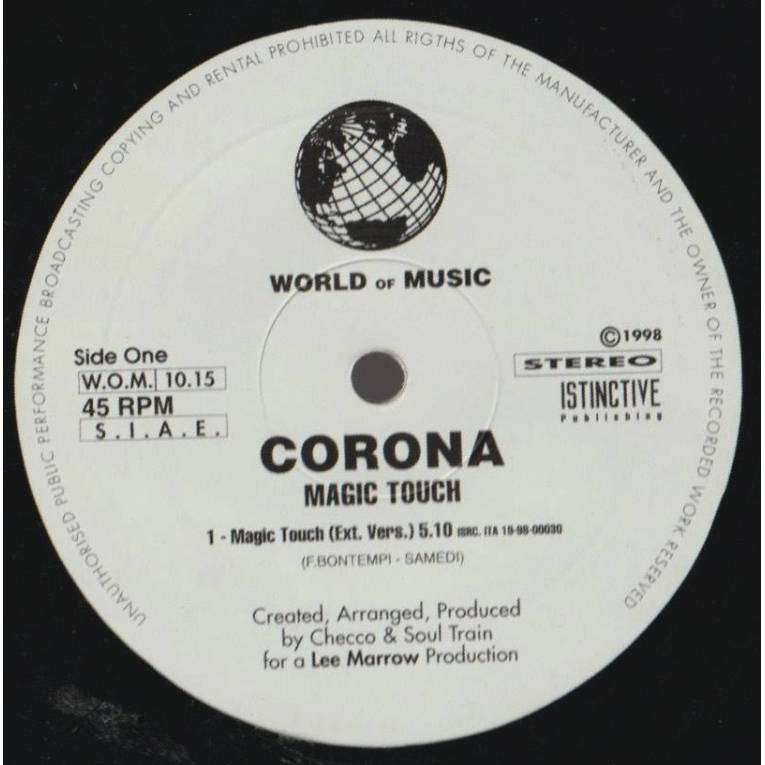 UNAUTHORISED PUBLIC PERFORMANCE BROADCASTING COPYING AND RENTAL PROHIBITED ALL RIGTHS OF THE MANUFACTURER AND THE OWNER OF THE RECORDED WORK RESERVED
WORLD OF MUSIC
Side One
W.O.M. 10.15
45 RPM
S.I.A.E.
©1998
STEREO
ISTINCTIVE
Publishing
CORONA
MAGIC TOUCH
1 - Magic Touch (Ext. Vers.) 5.10 ISRC. ITA 16-98-00030
(F.BONTEMPI - SAMEDI)
Created, Arranged, Produced
by Checco & Soul Train
for a Lee Marrow Production